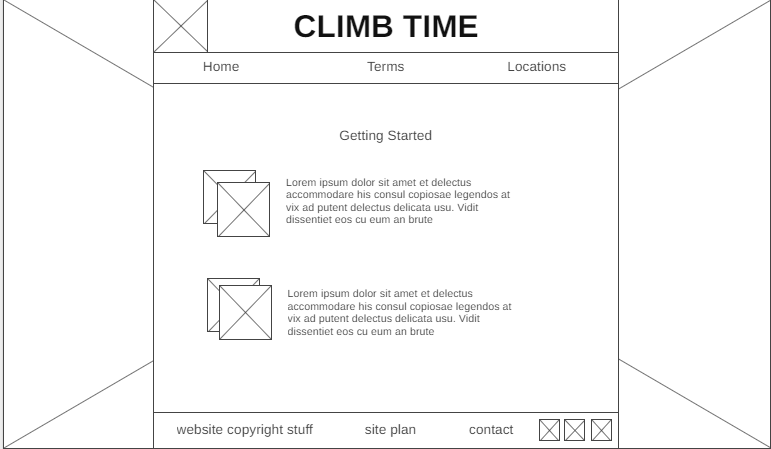 CLIMB TIME
Home Terms Locations
Getting Started
Lorem ipsum dolor sit amet et delectus
accommodare his consul copiosae legendos at
vix ad putent delectus delicata usu. Vidit
dissentiet eos cu eum an brute
Lorem ipsum dolor sit amet et delectus
accommodare his consul copiosae legendos at
vix ad putent delectus delicata usu. Vidit
dissentiet eos cu eum an brute
website copyright stuff site plan contact